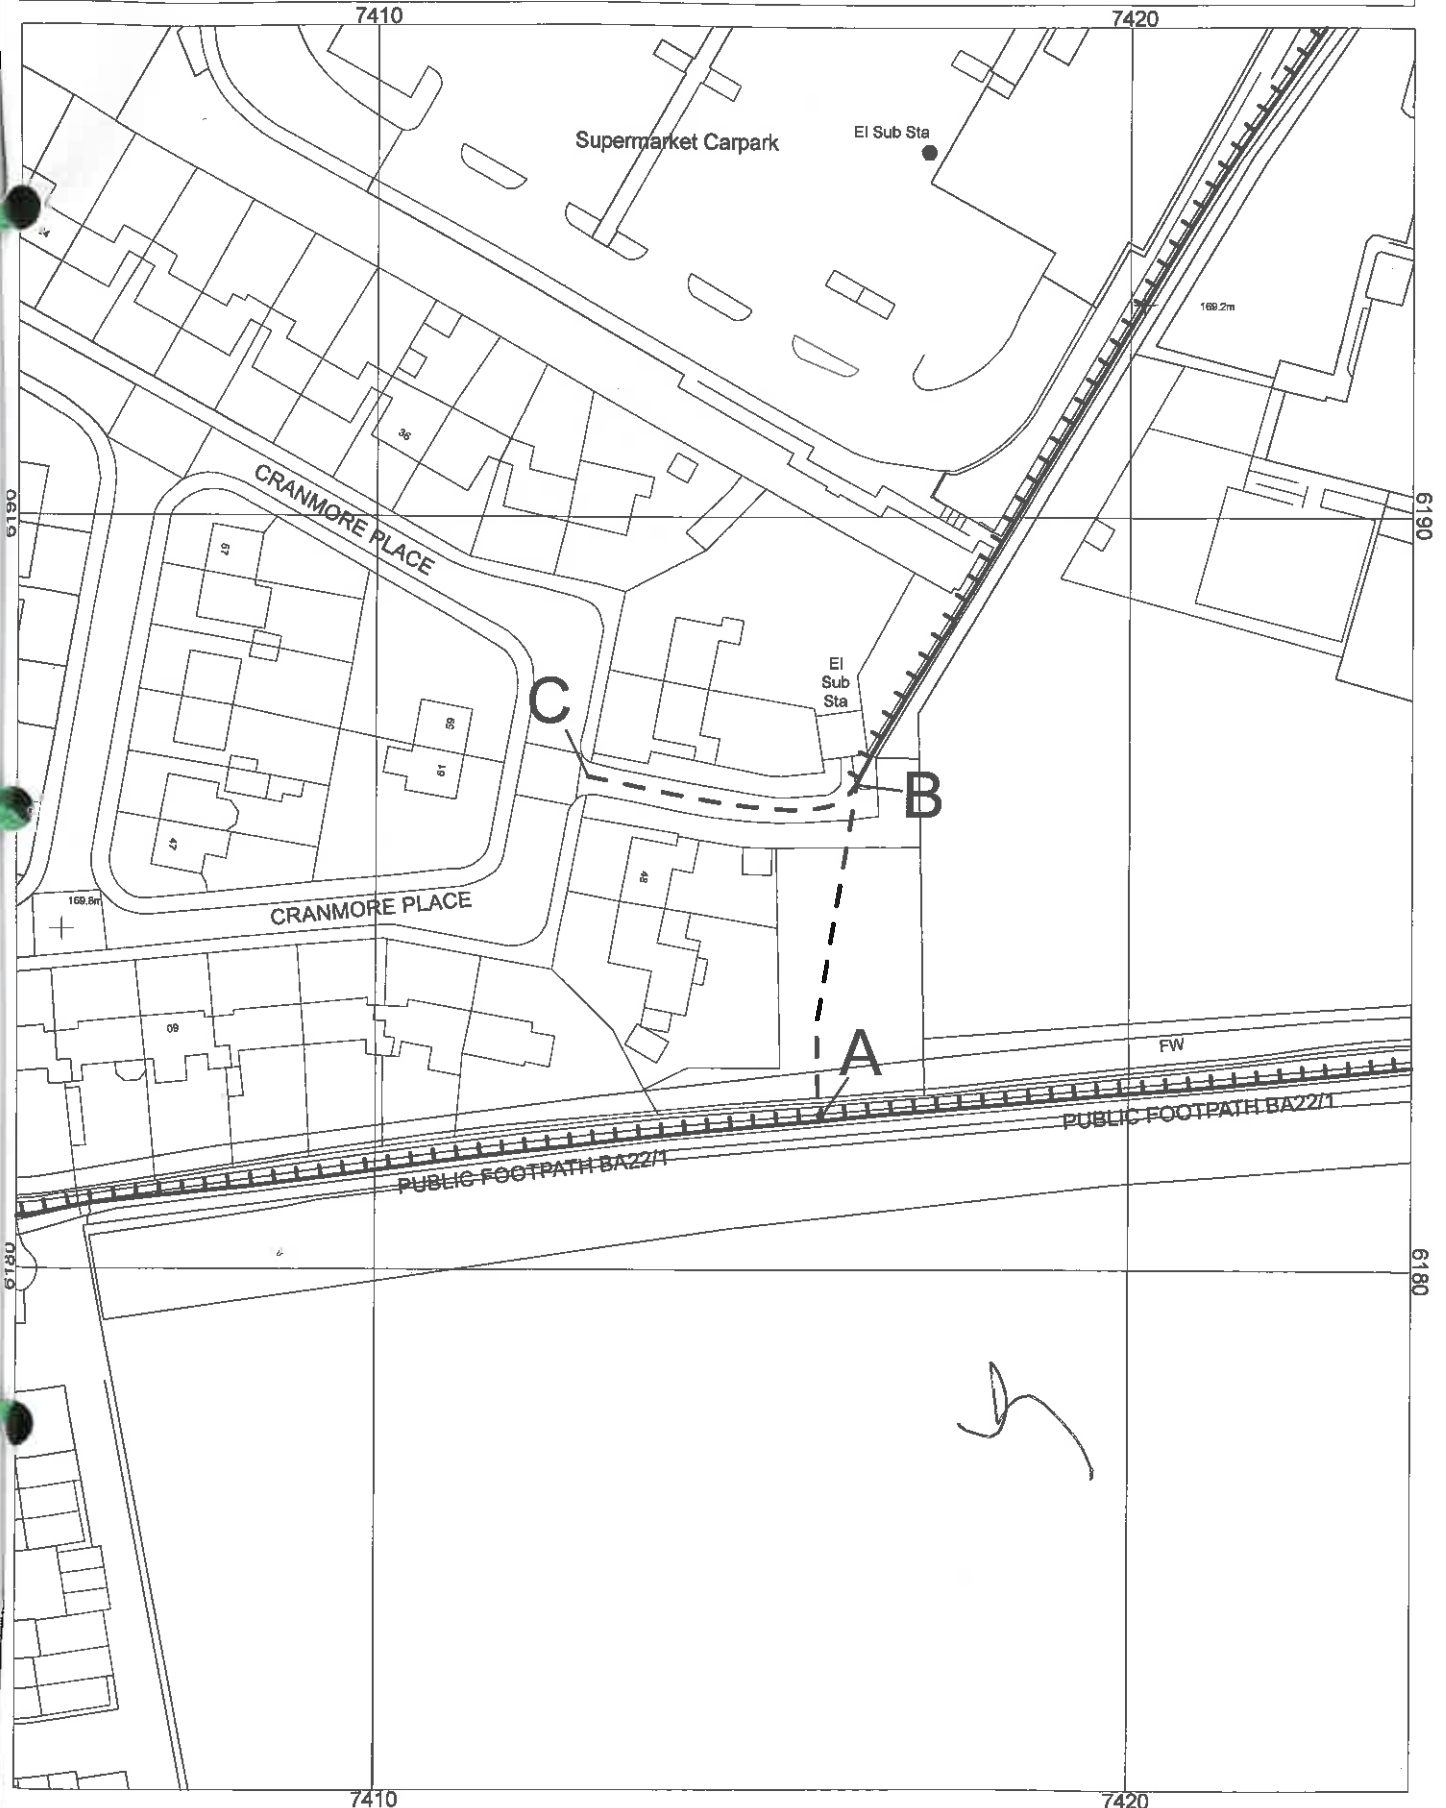 7410
7420
Supermarket Carpark
El Sub Sta
169.2m
36
CRANMORE PLACE
6190
6190
57
El
Sub
Sta
C
59
61
B
47
48
169.8m
CRANMORE PLACE
60
A
FW
PUBLIC FOOTPATH BA22/1
PUBLIC FOOTPATH BA22/1
6180
6180
7410
7420